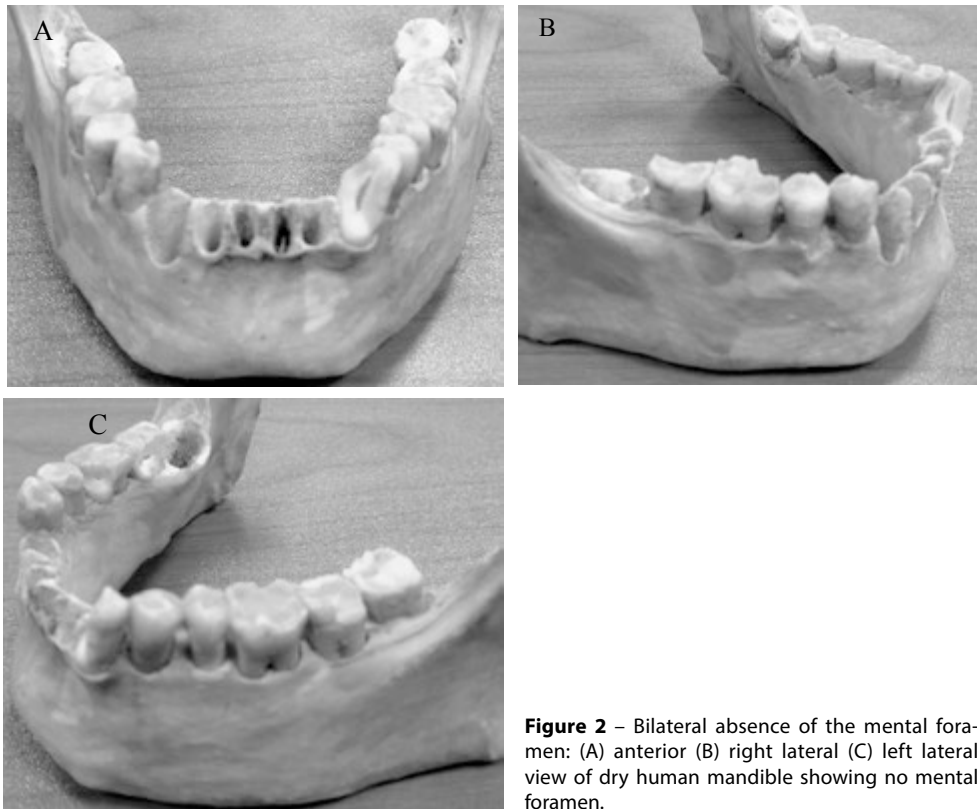 A
B
C
Figure 2 – Bilateral absence of the mental fora-
men: (A) anterior (B) right lateral (C) left lateral
view of dry human mandible showing no mental
foramen.